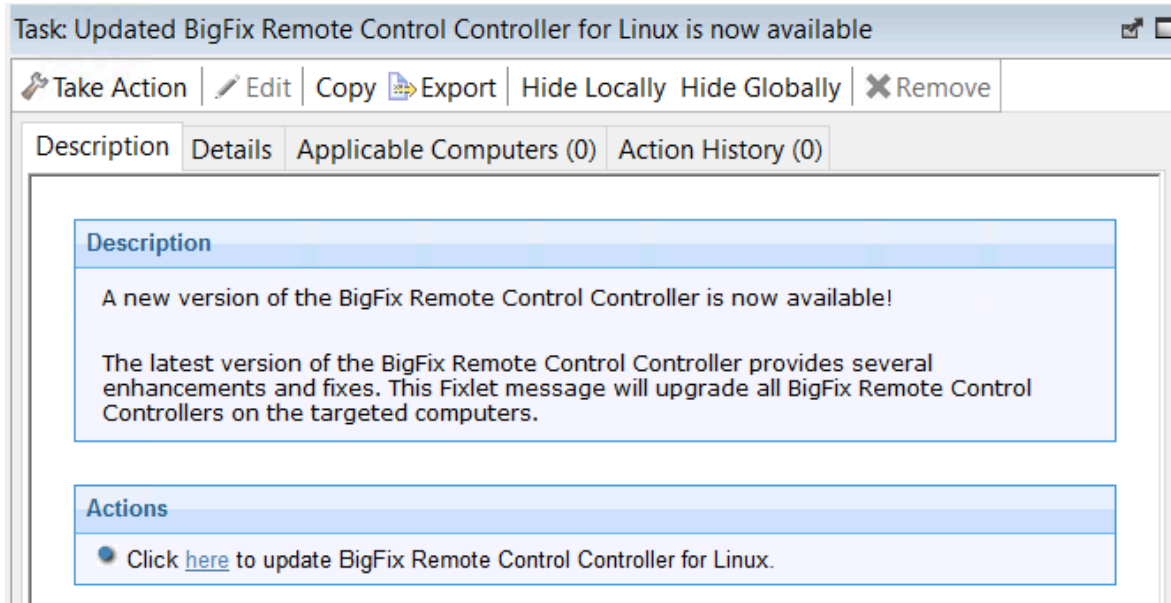 Task: Updated BigFix Remote Control Controller for Linux is now available
Take Action Edit Copy Export Hide Locally Hide Globally Remove
Description Details Applicable Computers (0) Action History (0)
Description
A new version of the BigFix Remote Control Controller is now available!
The latest version of the BigFix Remote Control Controller provides several
enhancements and fixes. This Fixlet message will upgrade all BigFix Remote Control
Controllers on the targeted computers.
Actions
Click here to update BigFix Remote Control Controller for Linux.